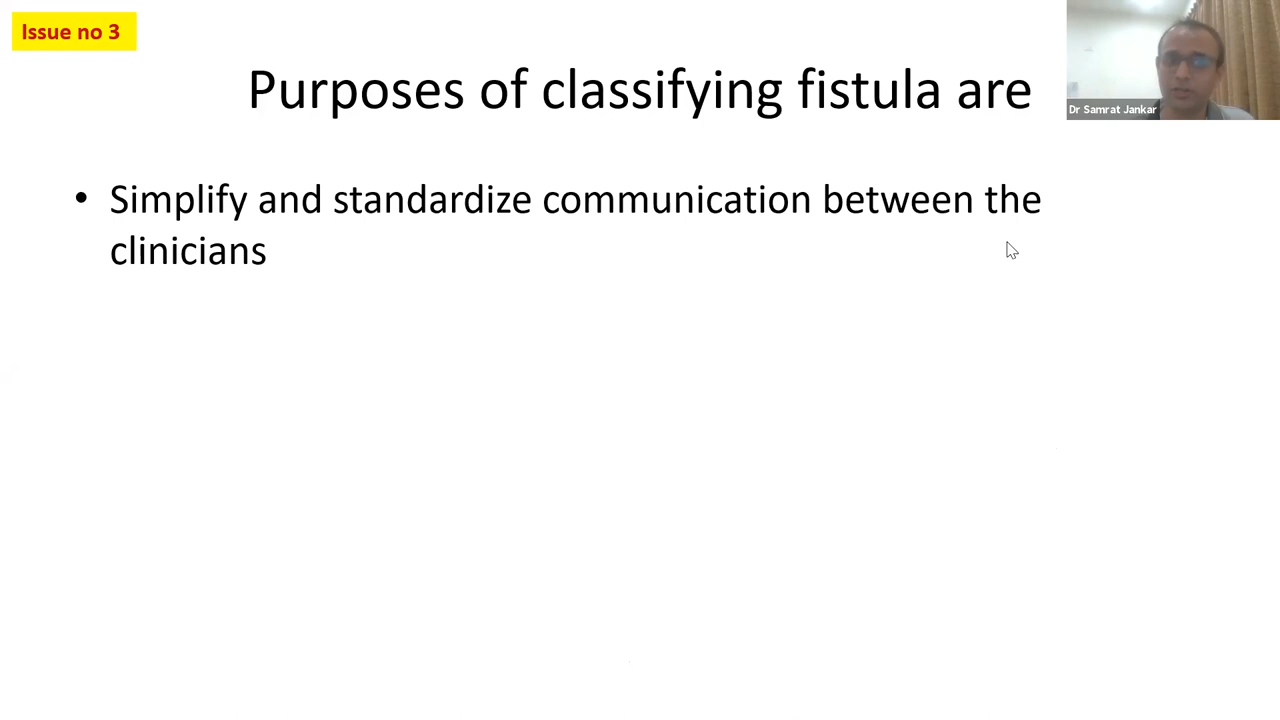 Issue no 3
Purposes of classifying fistula are
Dr Samrat Jankar
• Simplify and standardize communication between the
clinicians